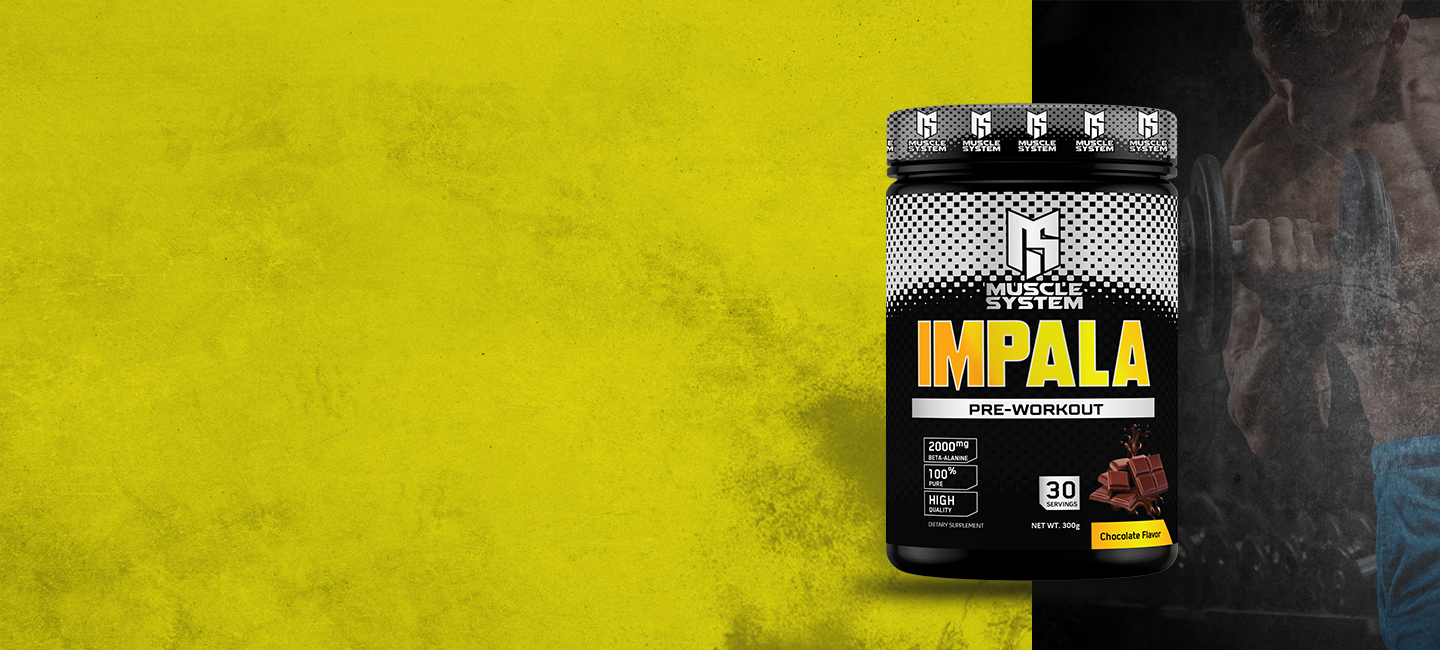 MUSCLE SYSTEM MUSCLE SYSTEM MUSCLE SYSTEM MUSCLE SYSTEM MUSCLE SYSTEM
MS
MUSCLE
SYSTEM
IMPALA
PRE-WORKOUT
2000mg
BETA-ALANINE
100%
PURE
HIGH
QUALITY
DIETARY SUPPLEMENT
30
SERVINGS
NET WT. 300g
Chocolate Flavor